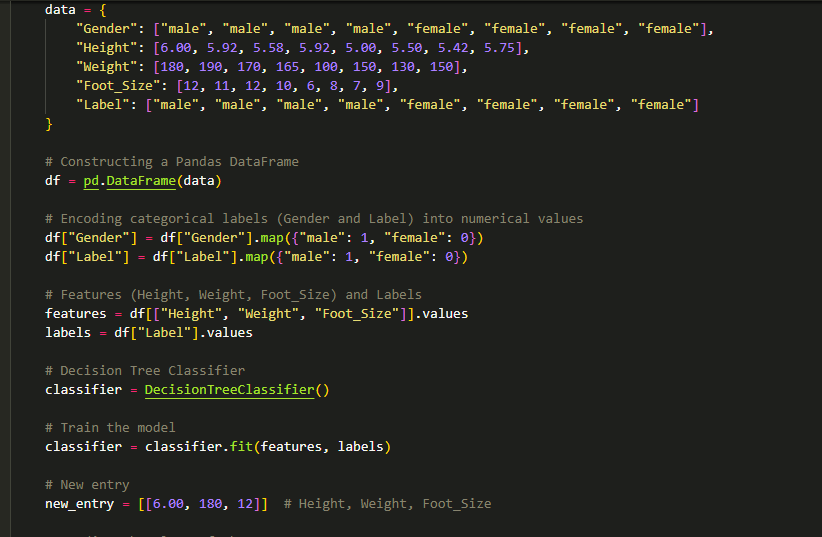 data = {
    "Gender": ["male", "male", "male", "male", "female", "female", "female", "female"],
    "Height": [6.00, 5.92, 5.58, 5.92, 5.00, 5.50, 5.42, 5.75],
    "Weight": [180, 190, 170, 165, 100, 150, 130, 150],
    "Foot_Size": [12, 11, 12, 10, 6, 8, 7, 9],
    "Label": ["male", "male", "male", "male", "female", "female", "female", "female"]
}
# Constructing a Pandas DataFrame
df = pd.DataFrame(data)
# Encoding categorical labels (Gender and Label) into numerical values
df["Gender"] = df["Gender"].map({"male": 1, "female": 0})
df["Label"] = df["Label"].map({"male": 1, "female": 0})
# Features (Height, Weight, Foot_Size) and Labels
features = df[["Height", "Weight", "Foot_Size"]].values
labels = df["Label"].values
# Decision Tree Classifier
classifier = DecisionTreeClassifier()
# Train the model
classifier = classifier.fit(features, labels)
# New entry
new_entry = [[6.00, 180, 12]]  # Height, Weight, Foot_Size